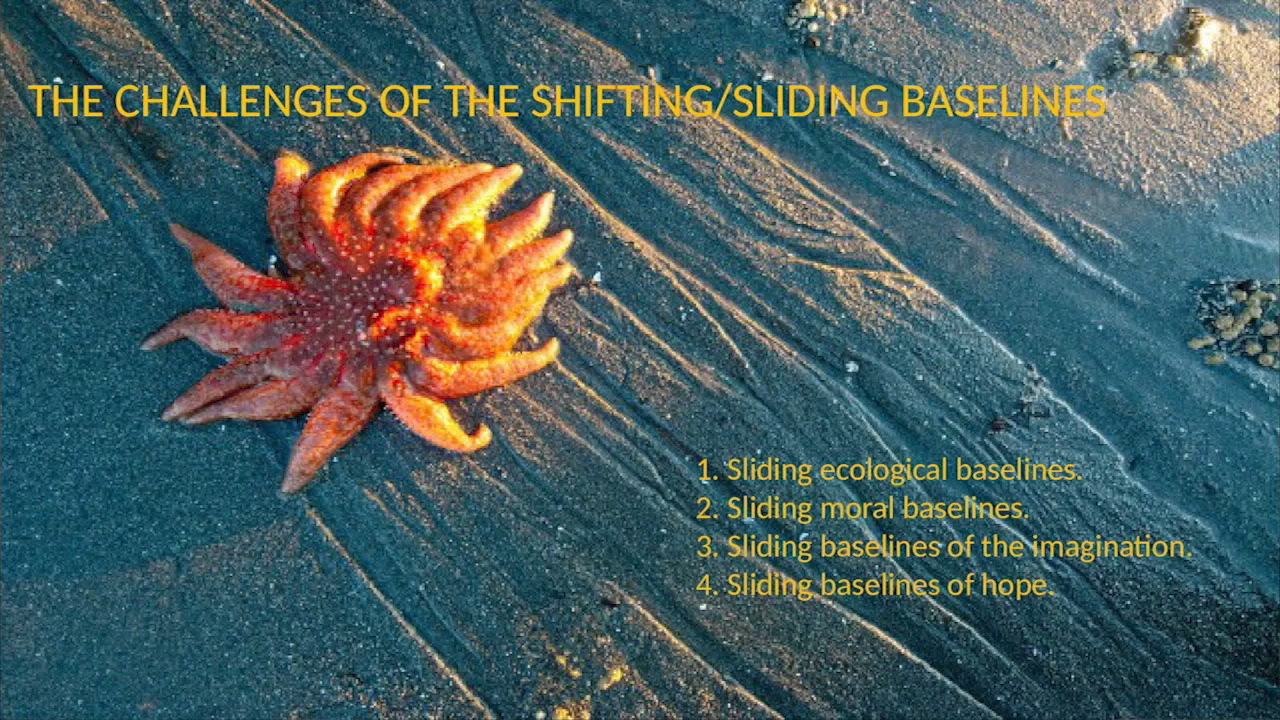 THE CHALLENGES OF THE SHIFTING/SLIDING BASELINES
1. Sliding ecological baselines.
2. Sliding moral baselines.
3. Sliding baselines of the imagination.
4. Sliding baselines of hope.